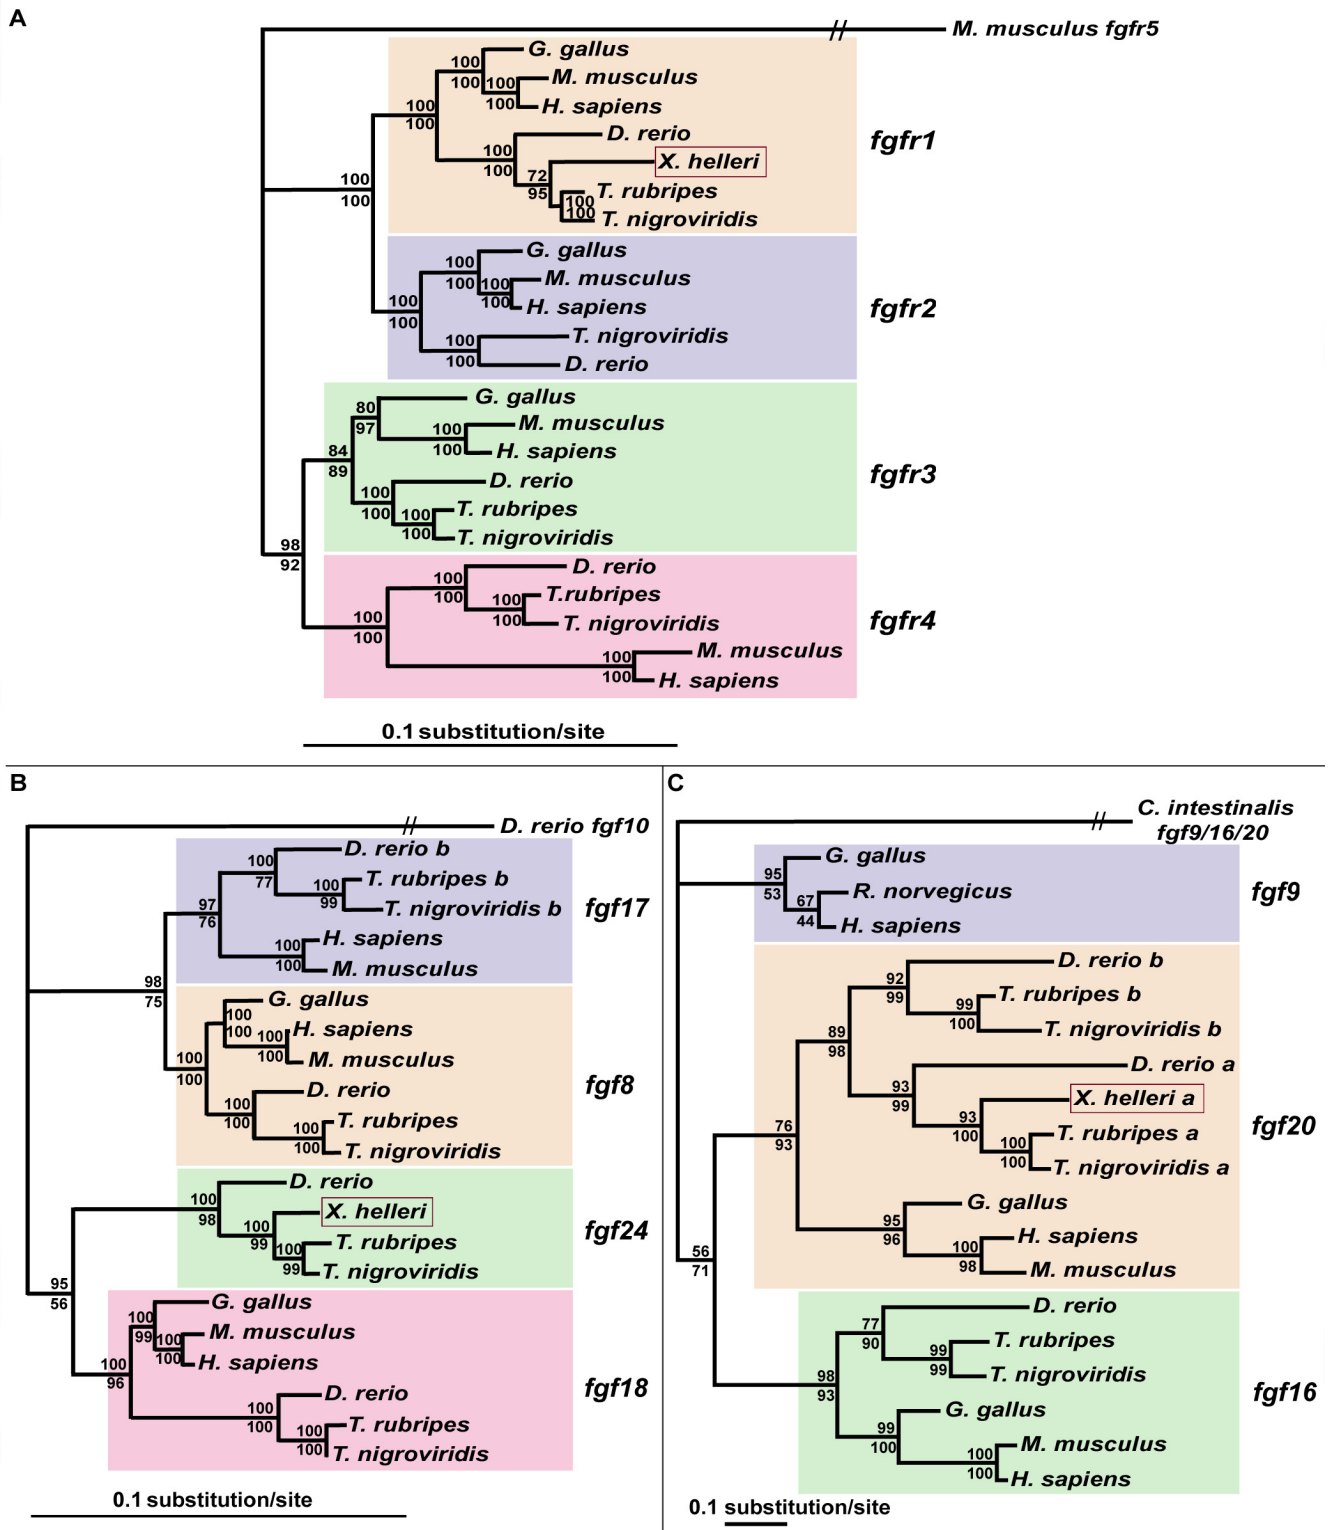 A
M. musculus fgfr5
G. gallus
100
100
M. musculus
100
100
H. sapiens
100
100
D. rerio
fgfr1
100
100
X. helleri
72
95
T. rubripes
100
100
T. nigroviridis
100
100
G. gallus
100
100
M. musculus
100
100
H. sapiens
fgfr2
100
100
T. nigroviridis
100
100
D. rerio
G. gallus
80
97
M. musculus
100
100
H. sapiens
84
89
fgfr3
D. rerio
100
100
T. rubripes
100
100
T. nigroviridis
98
92
D. rerio
100
100
T.rubripes
100
100
T. nigroviridis
fgfr4
100
100
M. musculus
100
100
H. sapiens
0.1 substitution/site
B
D. rerio fgf10
D. rerio b
100
77
T. rubripes b
100
99
T. nigroviridis b
fgf17
97
76
H. sapiens
100
100
M. musculus
98
75
G. gallus
100
100
H. sapiens
100
100
M. musculus
100
100
fgf8
D. rerio
100
100
T. rubripes
100
100
T. nigroviridis
D. rerio
100
98
X. helleri
100
99
fgf24
T. rubripes
100
99
T. nigroviridis
95
56
G. gallus
100
99
M. musculus
100
100
H. sapiens
100
96
fgf18
D. rerio
100
100
T. rubripes
100
100
T. nigroviridis
0.1 substitution/site
C
C. intestinalis
fgf9/16/20
G. gallus
95
53
R. norvegicus
67
44
H. sapiens
fgf9
D. rerio b
92
99
T. rubripes b
99
100
T. nigroviridis b
89
98
D. rerio a
93
99
X. helleri a
93
100
T. rubripes a
100
100
T. nigroviridis a
76
93
fgf20
G. gallus
95
96
H. sapiens
100
98
M. musculus
56
71
D. rerio
77
90
T. rubripes
99
99
T. nigroviridis
98
93
fgf16
G. gallus
99
100
M. musculus
100
100
H. sapiens
0.1 substitution/site